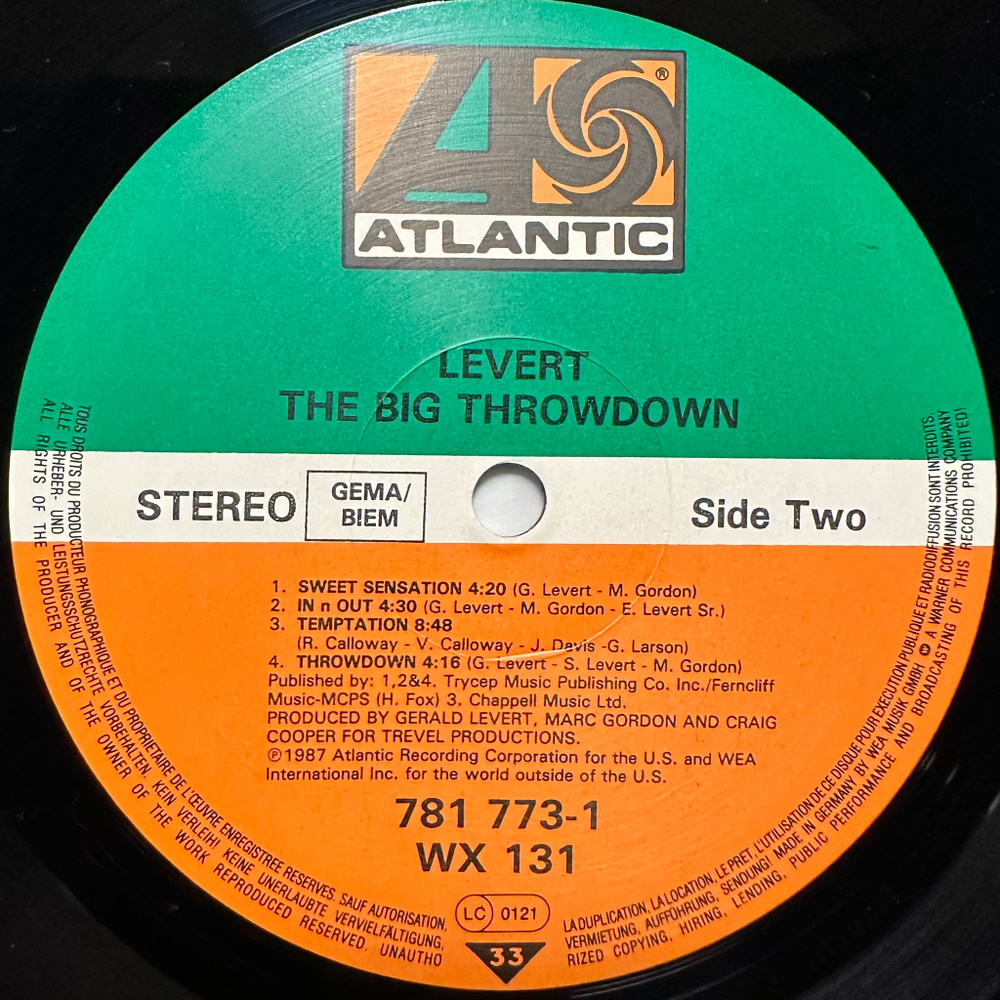 ®
ATLANTIC
LEVERT
THE BIG THROWDOWN
STEREO
GEMA/
BIEM
Side Two
1. SWEET SENSATION 4:20 (G. Levert - M. Gordon)
2. IN n OUT 4:30 (G. Levert - M. Gordon - E. Levert Sr.)
3. TEMPTATION 8:48
(R. Calloway - V. Calloway - J. Davis -G. Larson)
4. THROWDOWN 4:16 (G. Levert - S. Levert - M. Gordon)
Published by: 1,2&4. Trycep Music Publishing Co. Inc./Ferncliff
Music-MCPS (H. Fox) 3. Chappell Music Ltd.
PRODUCED BY GERALD LEVERT, MARC GORDON AND CRAIG
COOPER FOR TREVEL PRODUCTIONS.
℗1987 Atlantic Recording Corporation for the U.S. and WEA
International Inc. for the world outside of the U.S.
781 773-1
WX 131
LC 0121
33
TOUS DROITS DU PRODUCTEUR PHONOGRAPHIQUE ET DU PROPRIETAIRE DE L'ŒUVRE ENREGISTREE RESERVES. SAUF AUTORISATION, LA DUPLICATION, LA LOCATION, LE PRET, L'UTILISATION DE CE DISQUE POUR EXECUTION PUBLIQUE ET RADIODIFFUSION SONT INTERDITS.
ALLE URHEBER- UND LEISTUNGSSCHUTZRECHTE VORBEHALTEN. KEIN VERLEIH! KEINE UNERLAUBTE VERVIELFÄLTIGUNG, VERMIETUNG, AUFFÜHRUNG, SENDUNG! MADE IN GERMANY BY WEA MUSIK GMBH A WARNER COMMUNICATIONS COMPANY
ALL RIGHTS OF THE PRODUCER AND OF THE OWNER OF THE WORK REPRODUCED RESERVED. UNAUTHORIZED COPYING, HIRING, LENDING, PUBLIC PERFORMANCE AND BROADCASTING OF THIS RECORD PROHIBITED!